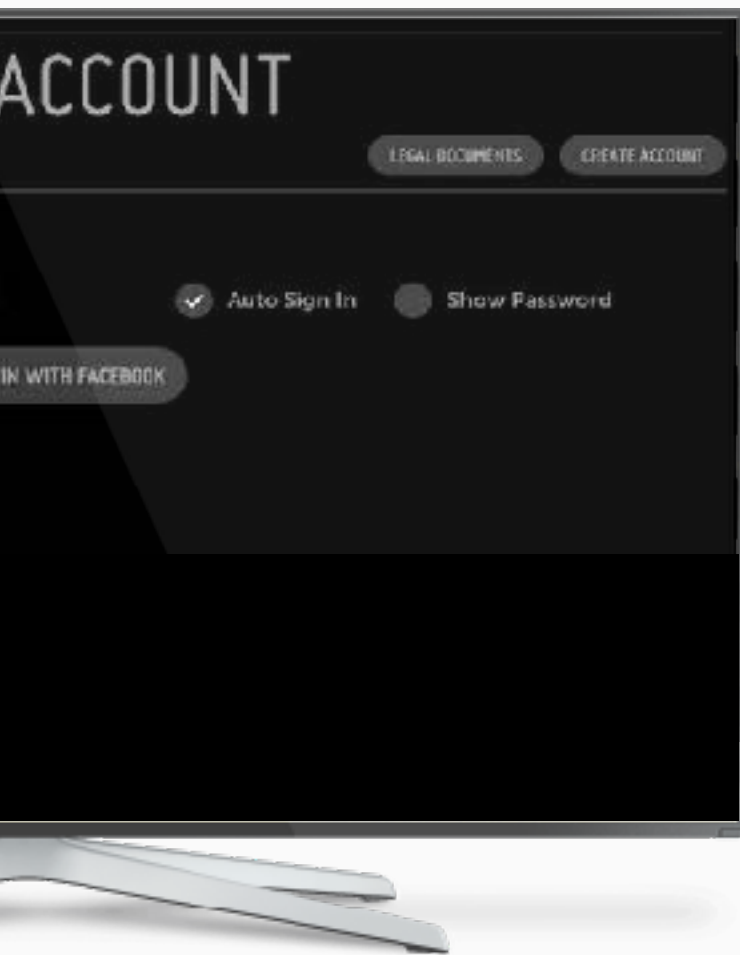 ACCOUNT
LEGAL DOCUMENTS CREATE ACCOUNT
Auto Sign In Show Password
IN WITH FACEBOOK